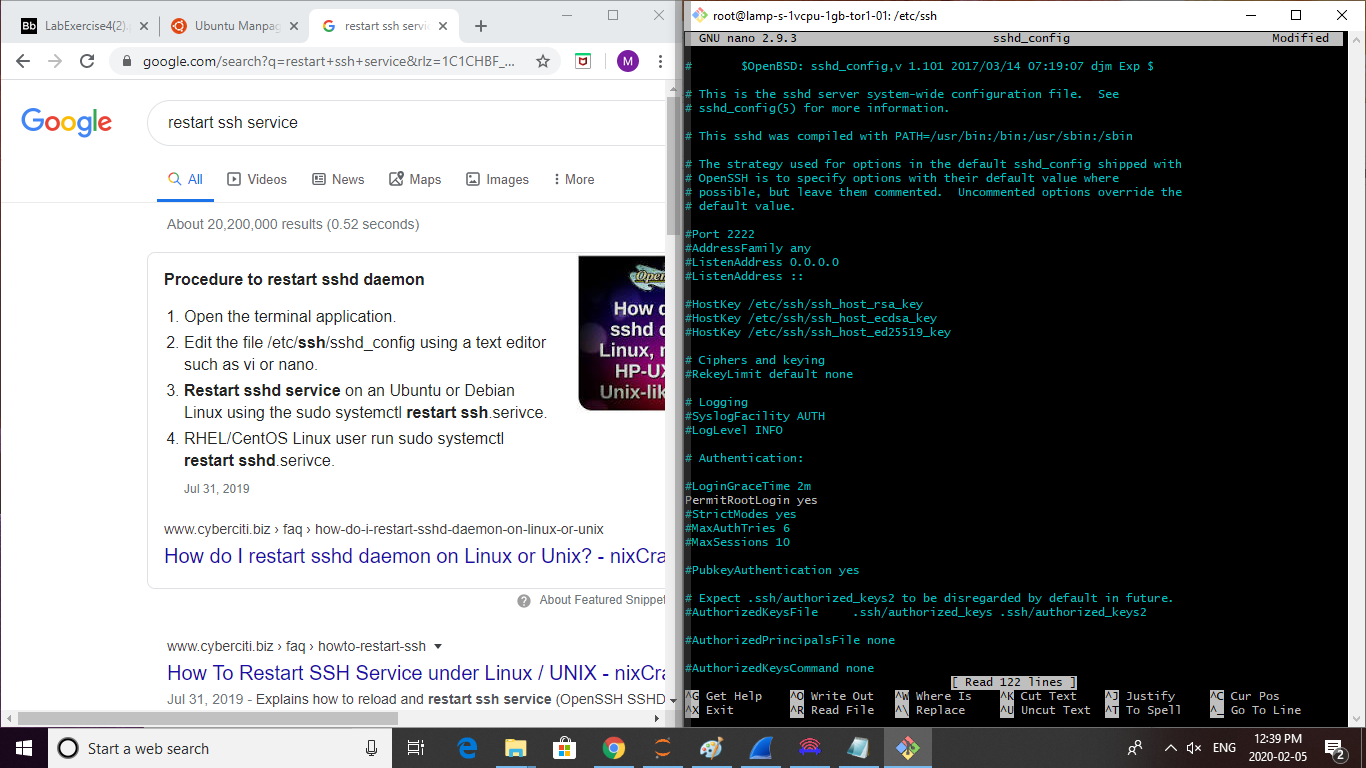 Bb LabExercise4(2).
Ubuntu Manpag
G restart ssh servic
google.com/search?q=restart+ssh+service&rlz=1C1CHBF_...
M
Google
restart ssh service
All
Videos
News
Maps
Images
More
About 20,200,000 results (0.52 seconds)
Procedure to restart sshd daemon
1. Open the terminal application.
2. Edit the file /etc/ssh/sshd_config using a text editor
such as vi or nano.
3. Restart sshd service on an Ubuntu or Debian
Linux using the sudo systemctl restart ssh.serivce.
4. RHEL/CentOS Linux user run sudo systemctl
restart sshd.serivce.
Jul 31, 2019
How d
sshd d
Linux,
HP-UX
Unix-lik
www.cyberciti.biz › faq › how-do-i-restart-sshd-daemon-on-linux-or-unix
How do I restart sshd daemon on Linux or Unix? - nixCra
About Featured Snippet
www.cyberciti.biz › faq › howto-restart-ssh
How To Restart SSH Service under Linux / UNIX - nixCra
Jul 31, 2019 - Explains how to reload and restart ssh service (OpenSSH SSHD
root@lamp-s-1vcpu-1gb-tor1-01: /etc/ssh
GNU nano 2.9.3 sshd_config Modified
# $OpenBSD: sshd_config,v 1.101 2017/03/14 07:19:07 djm Exp $
# This is the sshd server system-wide configuration file. See
# sshd_config(5) for more information.
# This sshd was compiled with PATH=/usr/bin:/bin:/usr/sbin:/sbin
# The strategy used for options in the default sshd_config shipped with
# OpenSSH is to specify options with their default value where
# possible, but leave them commented. Uncommented options override the
# default value.
#Port 2222
#AddressFamily any
#ListenAddress 0.0.0.0
#ListenAddress ::
#HostKey /etc/ssh/ssh_host_rsa_key
#HostKey /etc/ssh/ssh_host_ecdsa_key
#HostKey /etc/ssh/ssh_host_ed25519_key
# Ciphers and keying
#RekeyLimit default none
# Logging
#SyslogFacility AUTH
#LogLevel INFO
# Authentication:
#LoginGraceTime 2m
PermitRootLogin yes
#StrictModes yes
#MaxAuthTries 6
#MaxSessions 10
#PubkeyAuthentication yes
# Expect .ssh/authorized_keys2 to be disregarded by default in future.
#AuthorizedKeysFile .ssh/authorized_keys .ssh/authorized_keys2
#AuthorizedPrincipalsFile none
#AuthorizedKeysCommand none
[ Read 122 lines ]
^G Get Help ^O Write Out ^W Where Is ^K Cut Text ^J Justify ^C Cur Pos
^X Exit ^R Read File ^\ Replace ^U Uncut Text ^T To Spell ^_ Go To Line
Start a web search
ENG
12:39 PM
2020-02-05
2